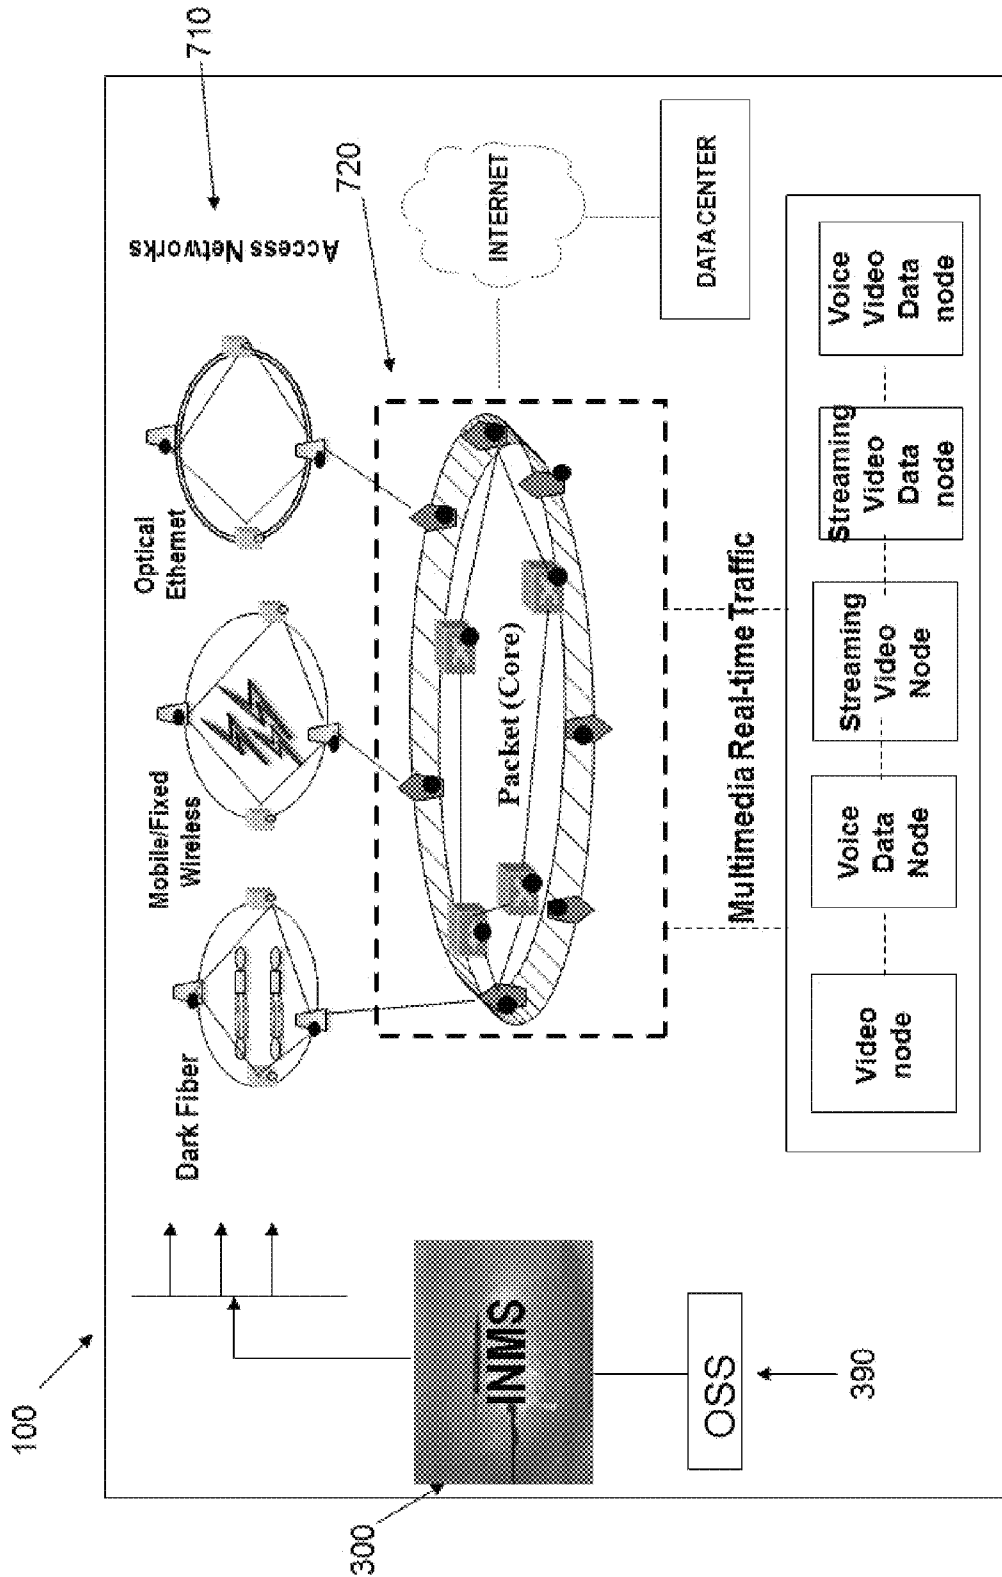 100
710
Access Networks
Optical
Ethernet
Mobile/Fixed
Wireless
Dark Fiber
720
INTERNET
DATA CENTER
Packet (Core)
INMS
300
OSS
390
Multimedia Real-time Traffic
Video
node
Voice
Data
Node
Streaming
Video
Node
Streaming
Video
Data
node
Voice
Video
Data
node